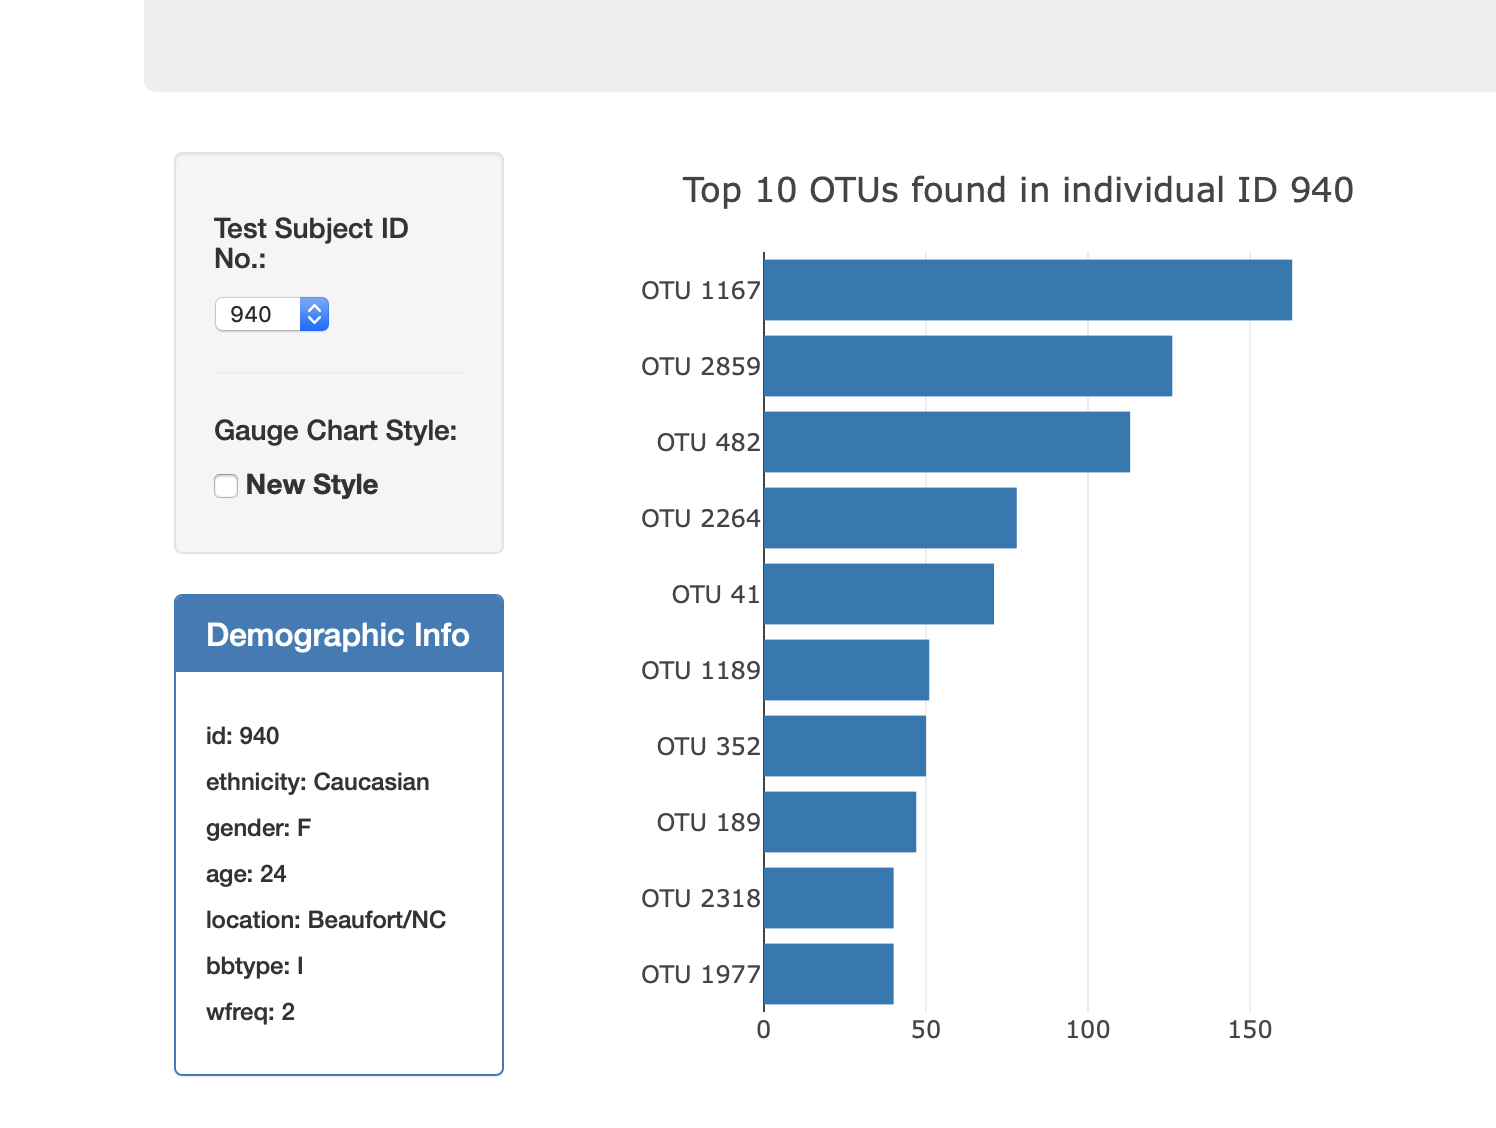 Test Subject ID
No.:
940
Gauge Chart Style:
New Style
Demographic Info
id: 940
ethnicity: Caucasian
gender: F
age: 24
location: Beaufort/NC
bbtype: I
wfreq: 2
Top 10 OTUs found in individual ID 940
OTU 1167
OTU 2859
OTU 482
OTU 2264
OTU 41
OTU 1189
OTU 352
OTU 189
OTU 2318
OTU 1977
0 50 100 150